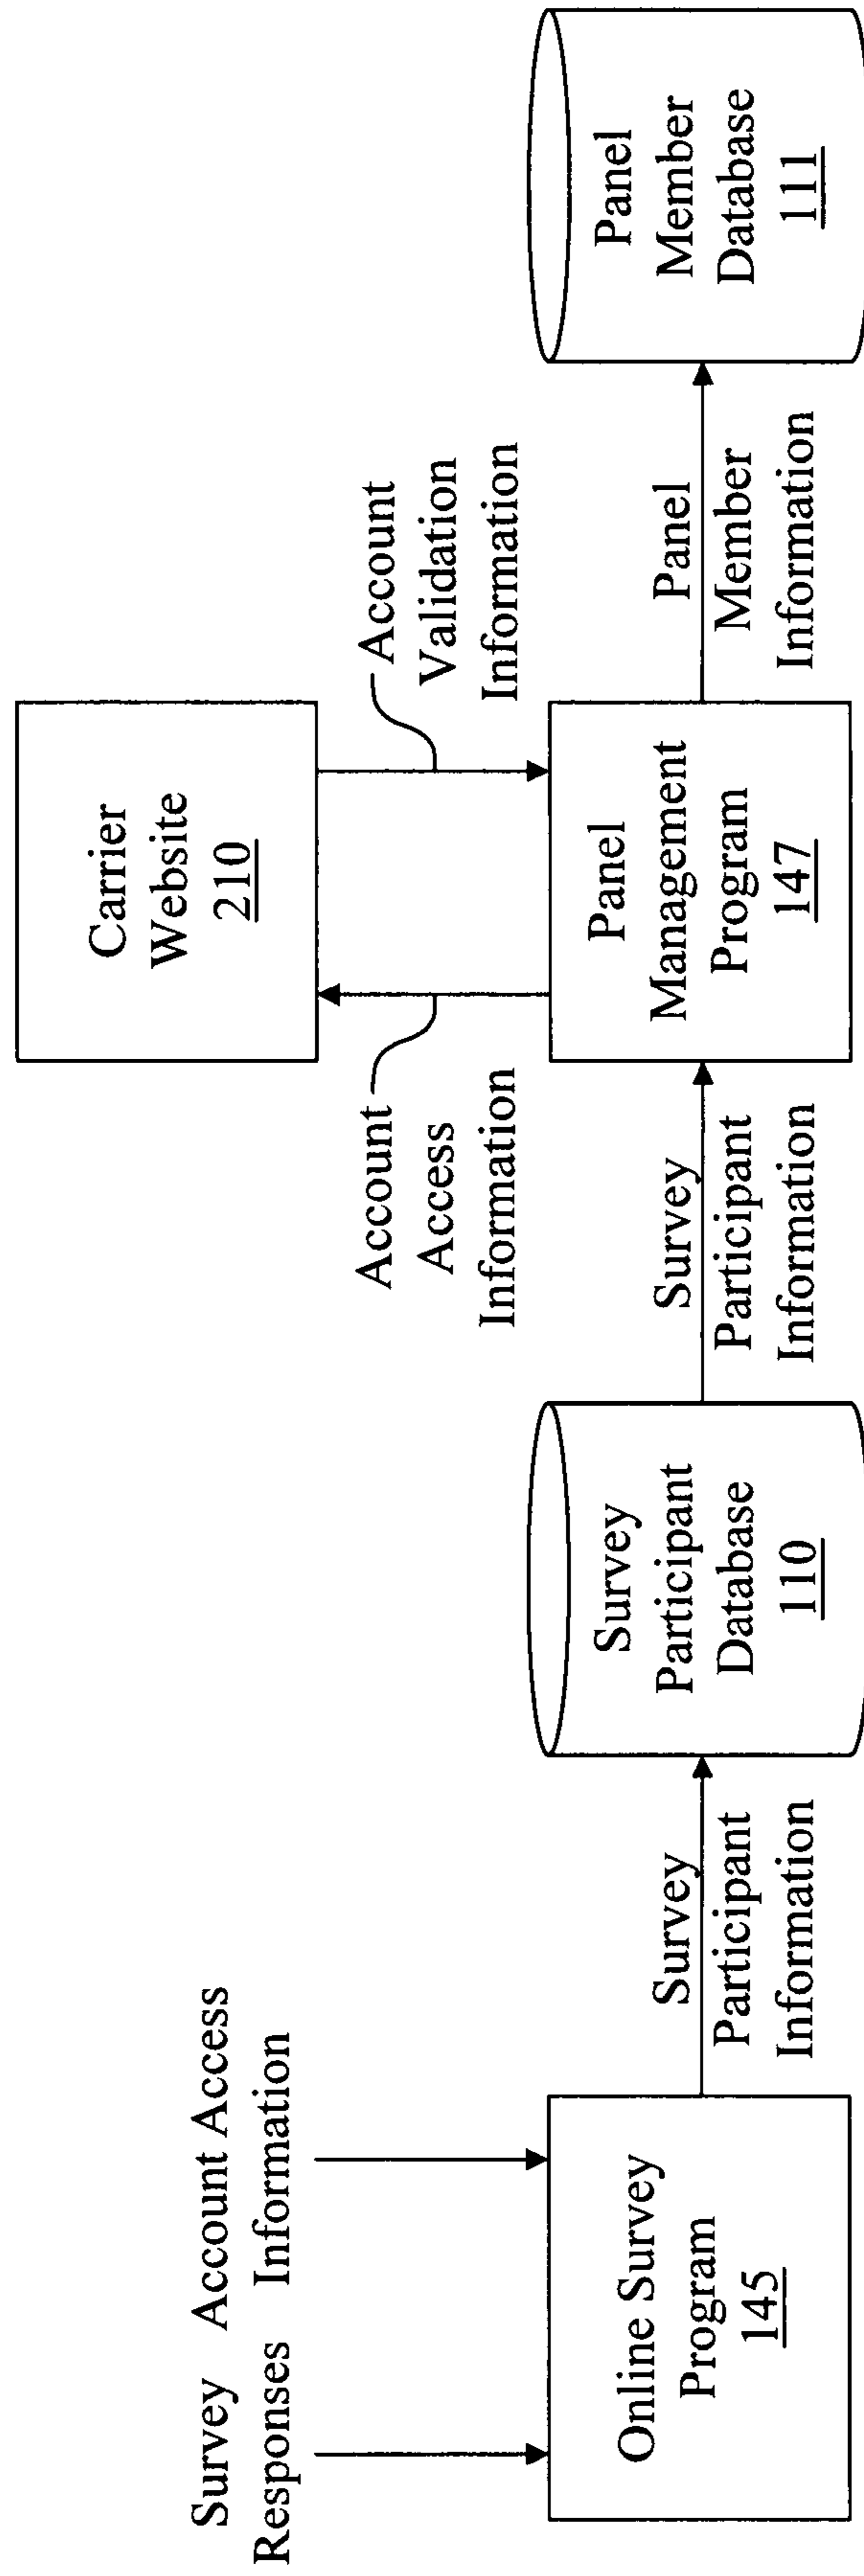 Survey
Responses
Account Access
Information
Online Survey
Program
145
Survey
Participant
Information
Survey
Participant
Database
110
Survey
Participant
Information
Account
Access
Information
Carrier
Website
210
Account
Validation
Information
Panel
Management
Program
147
Panel
Member
Information
Panel
Member
Database
111